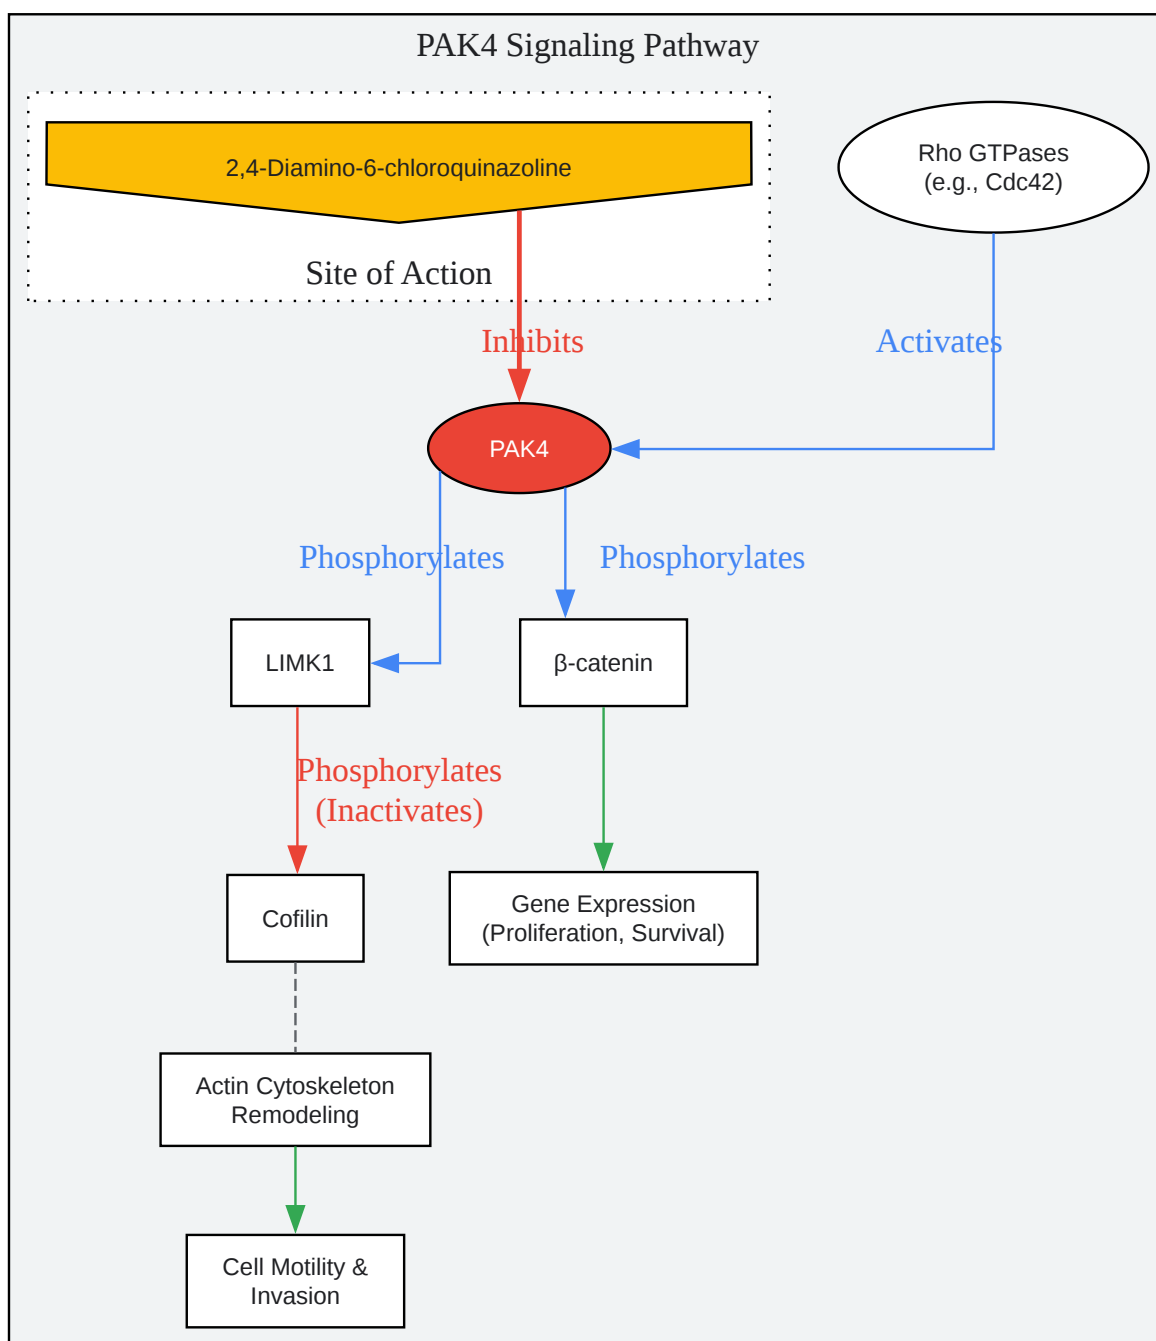 PAK4 Signaling Pathway
2,4-Diamino-6-chloroquinazoline
Rho GTPases
(e.g., Cdc42)
Site of Action
Inhibits
Activates
PAK4
Phosphorylates
Phosphorylates
LIMK1
β-catenin
Phosphorylates
(Inactivates)
Cofilin
Gene Expression
(Proliferation, Survival)
Actin Cytoskeleton
Remodeling
Cell Motility &
Invasion